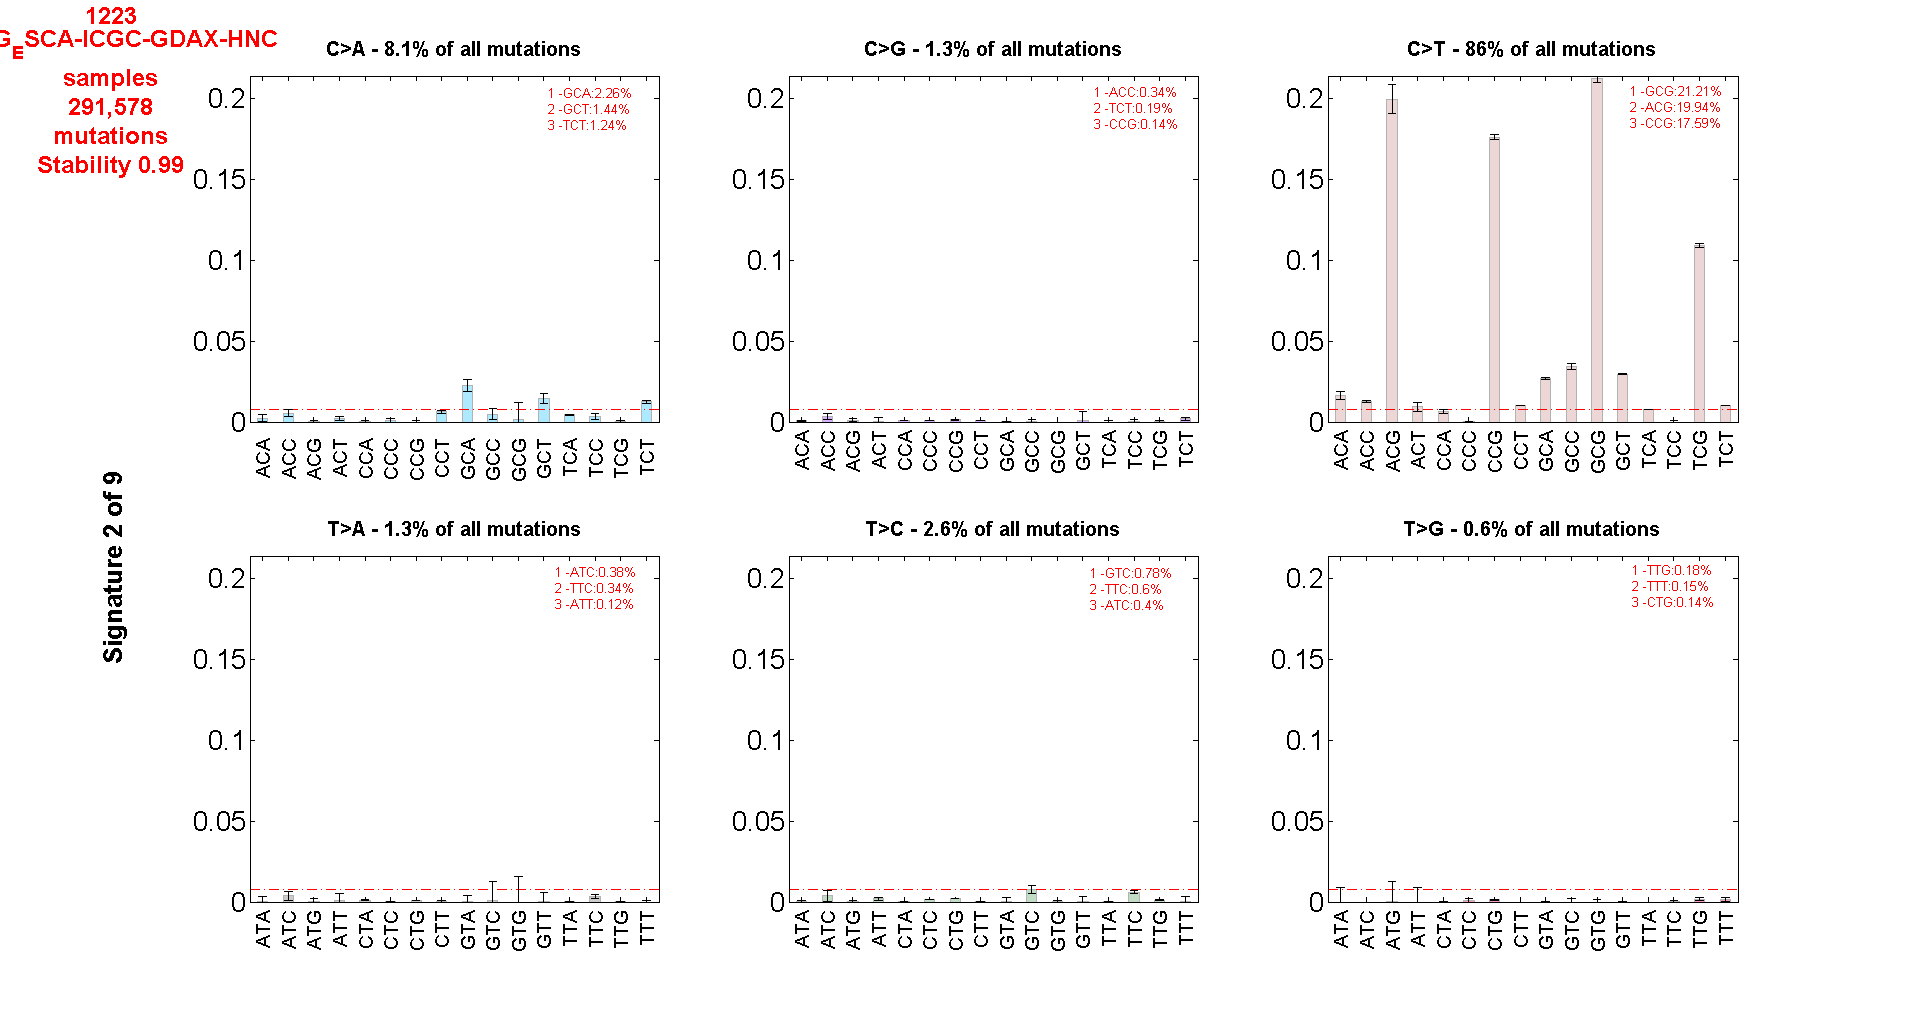 1223
G_ESCA-ICGC-GDAX-HNC
samples
291,578
mutations
Stability 0.99
Signature 2 of 9
C>A - 8.1% of all mutations
1 -GCA:2.26%
2 -GCT:1.44%
3 -TCT:1.24%
0.2
0.15
0.1
0.05
0
ACA ACC ACG ACT CCA CCC CCG CCT GCA GCC GCG GCT TCA TCC TCG TCT
C>G - 1.3% of all mutations
1 -ACC:0.34%
2 -TCT:0.19%
3 -CCG:0.14%
0.2
0.15
0.1
0.05
0
ACA ACC ACG ACT CCA CCC CCG CCT GCA GCC GCG GCT TCA TCC TCG TCT
C>T - 86% of all mutations
1 -GCG:21.21%
2 -ACG:19.94%
3 -CCG:17.59%
0.2
0.15
0.1
0.05
0
ACA ACC ACG ACT CCA CCC CCG CCT GCA GCC GCG GCT TCA TCC TCG TCT
T>A - 1.3% of all mutations
1 -ATC:0.38%
2 -TTC:0.34%
3 -ATT:0.12%
0.2
0.15
0.1
0.05
0
ATA ATC ATG ATT CTA CTC CTG CTT GTA GTC GTG GTT TTA TTC TTG TTT
T>C - 2.6% of all mutations
1 -GTC:0.78%
2 -TTC:0.6%
3 -ATC:0.4%
0.2
0.15
0.1
0.05
0
ATA ATC ATG ATT CTA CTC CTG CTT GTA GTC GTG GTT TTA TTC TTG TTT
T>G - 0.6% of all mutations
1 -TTG:0.18%
2 -TTT:0.15%
3 -CTG:0.14%
0.2
0.15
0.1
0.05
0
ATA ATC ATG ATT CTA CTC CTG CTT GTA GTC GTG GTT TTA TTC TTG TTT